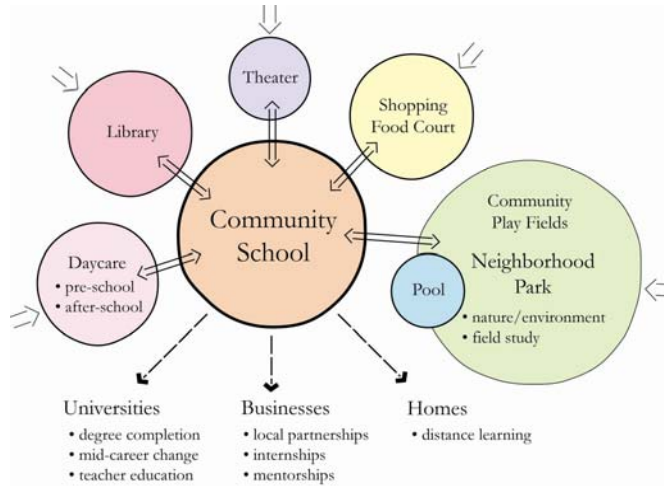 Theater
Library
Shopping
Food Court
Community
School
Community
Play Fields
Neighborhood
Park
• nature/environment
• field study
Pool
Daycare
• pre-school
• after-school
Universities
• degree completion
• mid-career change
• teacher education
Businesses
• local partnerships
• internships
• mentorships
Homes
• distance learning